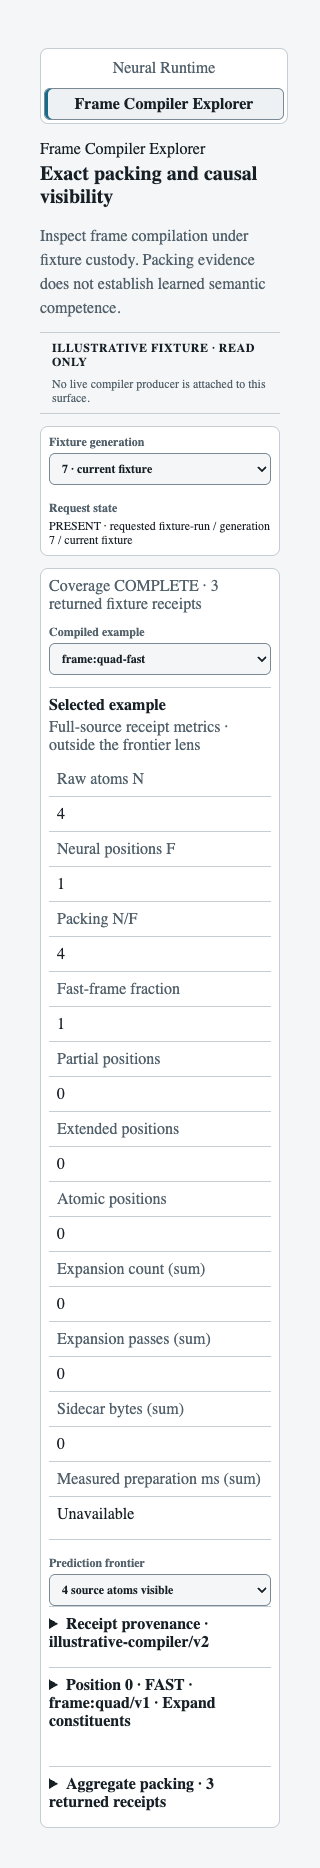 Neural Runtime
Frame Compiler Explorer
Frame Compiler Explorer
Exact packing and causal
visibility
Inspect frame compilation under
fixture custody. Packing evidence
does not establish learned semantic
competence.
ILLUSTRATIVE FIXTURE · READ
ONLY
No live compiler producer is attached to this
surface.
Fixture generation
7 · current fixture
Request state
PRESENT · requested fixture-run / generation
7 / current fixture
Coverage COMPLETE · 3
returned fixture receipts
Compiled example
frame:quad-fast
Selected example
Full-source receipt metrics ·
outside the frontier lens
Raw atoms N
4
Neural positions F
1
Packing N/F
4
Fast-frame fraction
1
Partial positions
0
Extended positions
0
Atomic positions
0
Expansion count (sum)
0
Expansion passes (sum)
0
Sidecar bytes (sum)
0
Measured preparation ms (sum)
Unavailable
Prediction frontier
4 source atoms visible
Receipt provenance ·
illustrative-compiler/v2
Position 0 · FAST ·
frame:quad/v1 · Expand
constituents
Aggregate packing · 3
returned receipts